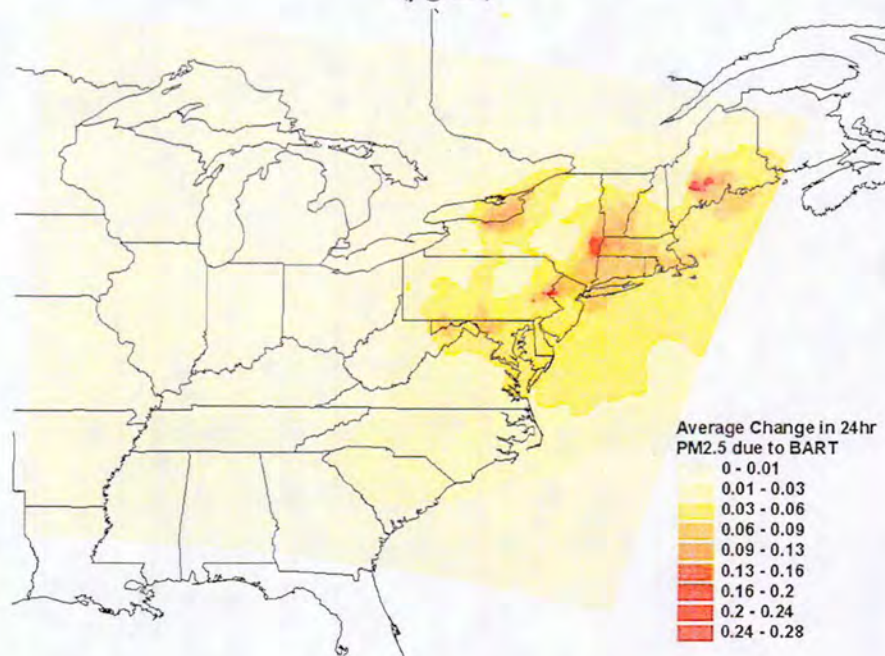 Average Change in 24hr
PM2.5 due to BART
0 - 0.01
0.01 - 0.03
0.03 - 0.06
0.06 - 0.09
0.09 - 0.13
0.13 - 0.16
0.16 - 0.2
0.2 - 0.24
0.24 - 0.28